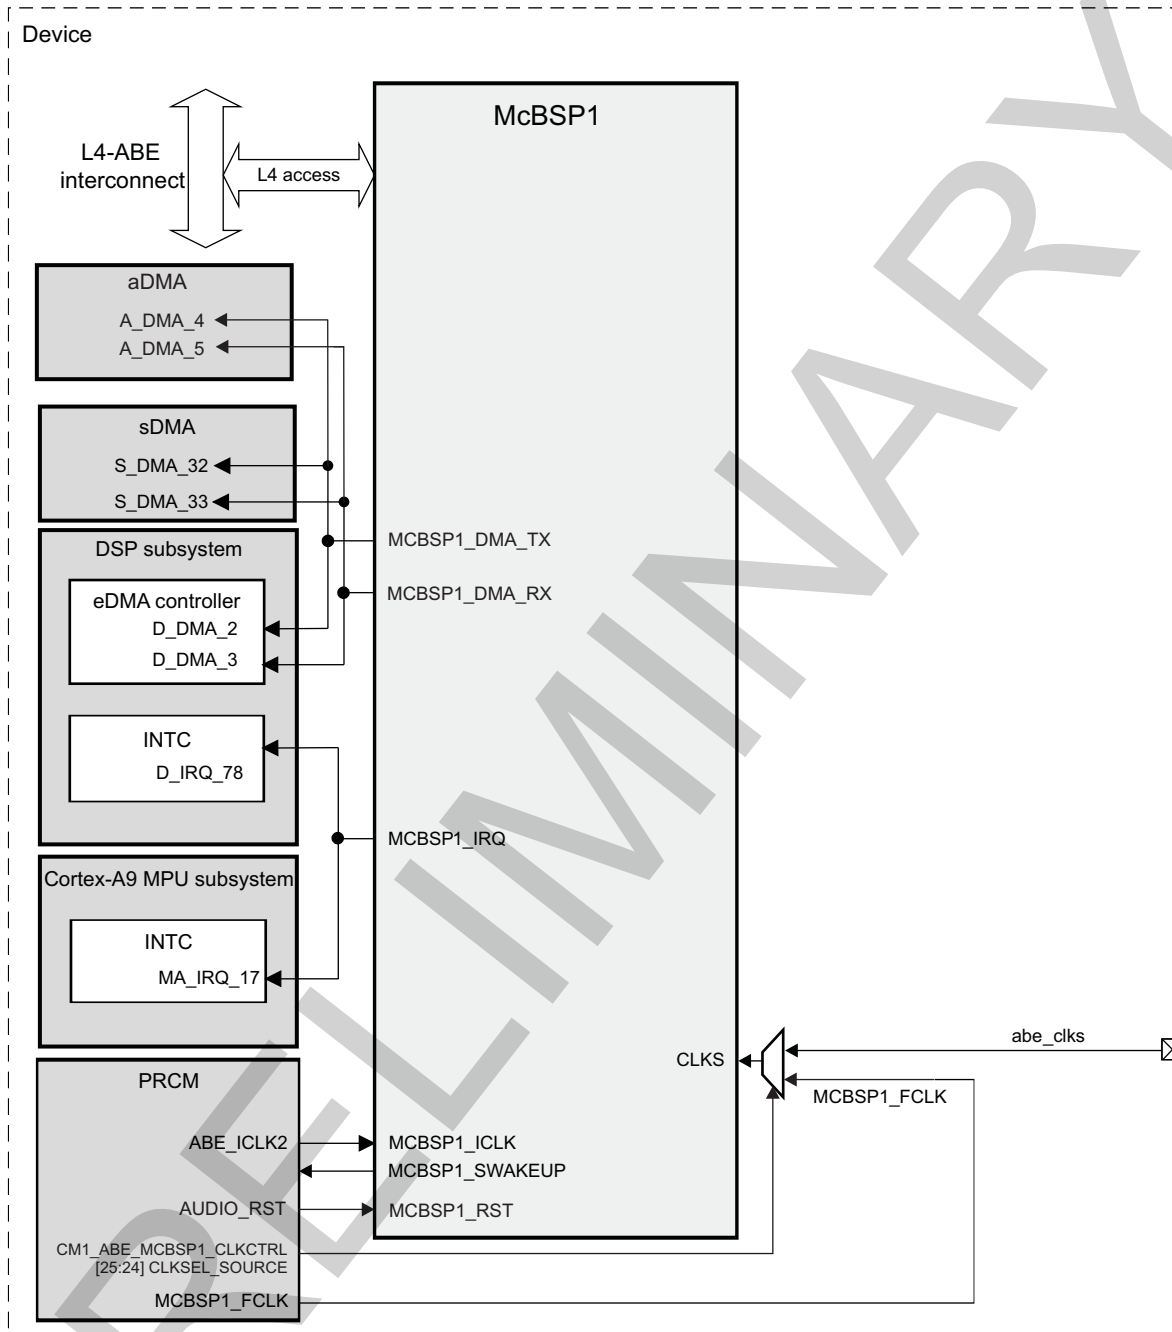 Device
McBSP1
L4-ABE
interconnect
L4 access
aDMA
A_DMA_4
A_DMA_5
sDMA
S_DMA_32
S_DMA_33
DSP subsystem
eDMA controller
D_DMA_2
D_DMA_3
INTC
D_IRQ_78
MCBSP1_DMA_TX
MCBSP1_DMA_RX
MCBSP1_IRQ
Cortex-A9 MPU subsystem
INTC
MA_IRQ_17
CLKS
abe_clks
MCBSP1_FCLK
PRCM
ABE_ICLK2
MCBSP1_ICLK
MCBSP1_SWAKEUP
AUDIO_RST
MCBSP1_RST
CM1_ABE_MCBSP1_CLKCTRL
[25:24] CLKSEL_SOURCE
MCBSP1_FCLK
PRELIMINARY